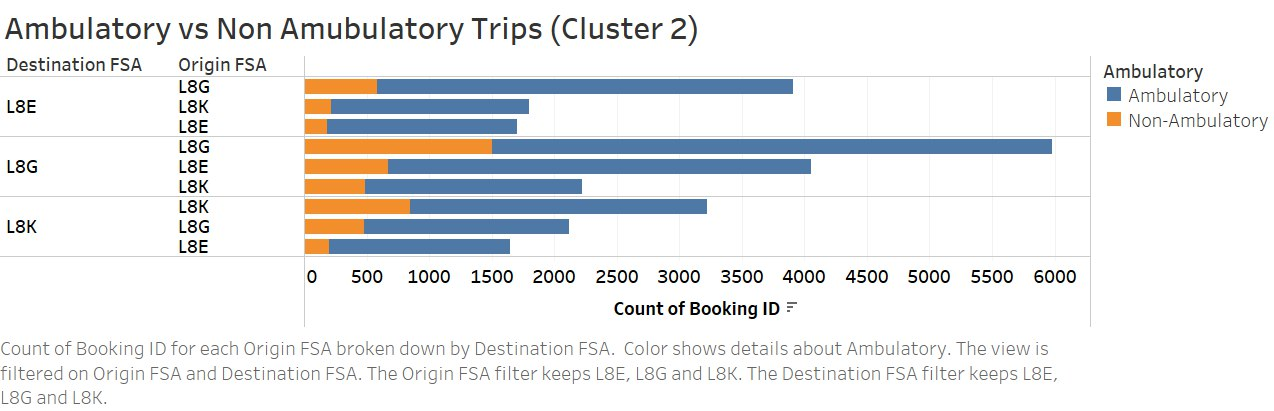 Ambulatory vs Non Amubulatory Trips (Cluster 2)
Destination FSA Origin FSA
L8E
L8G
L8K
L8E
L8G
L8G
L8E
L8K
L8K
L8K
L8G
L8E
0 500 1000 1500 2000 2500 3000 3500 4000 4500 5000 5500 6000
Count of Booking ID
Ambulatory
Ambulatory
Non-Ambulatory
Count of Booking ID for each Origin FSA broken down by Destination FSA. Color shows details about Ambulatory. The view is
filtered on Origin FSA and Destination FSA. The Origin FSA filter keeps L8E, L8G and L8K. The Destination FSA filter keeps L8E,
L8G and L8K.